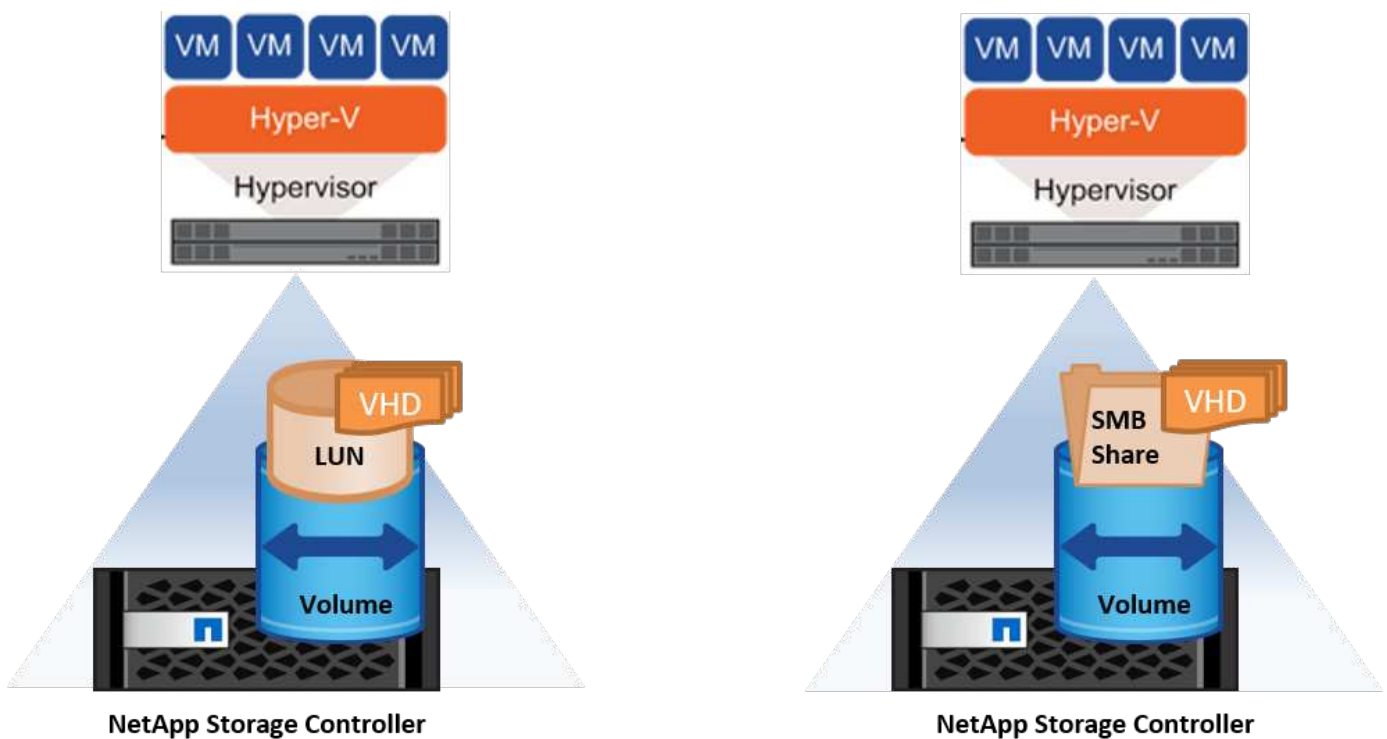 VM VM VM VM
Hyper-V
Hypervisor
VHD
LUN
Volume
NetApp Storage Controller
VM VM VM VM
Hyper-V
Hypervisor
VHD
SMB
Share
Volume
NetApp Storage Controller